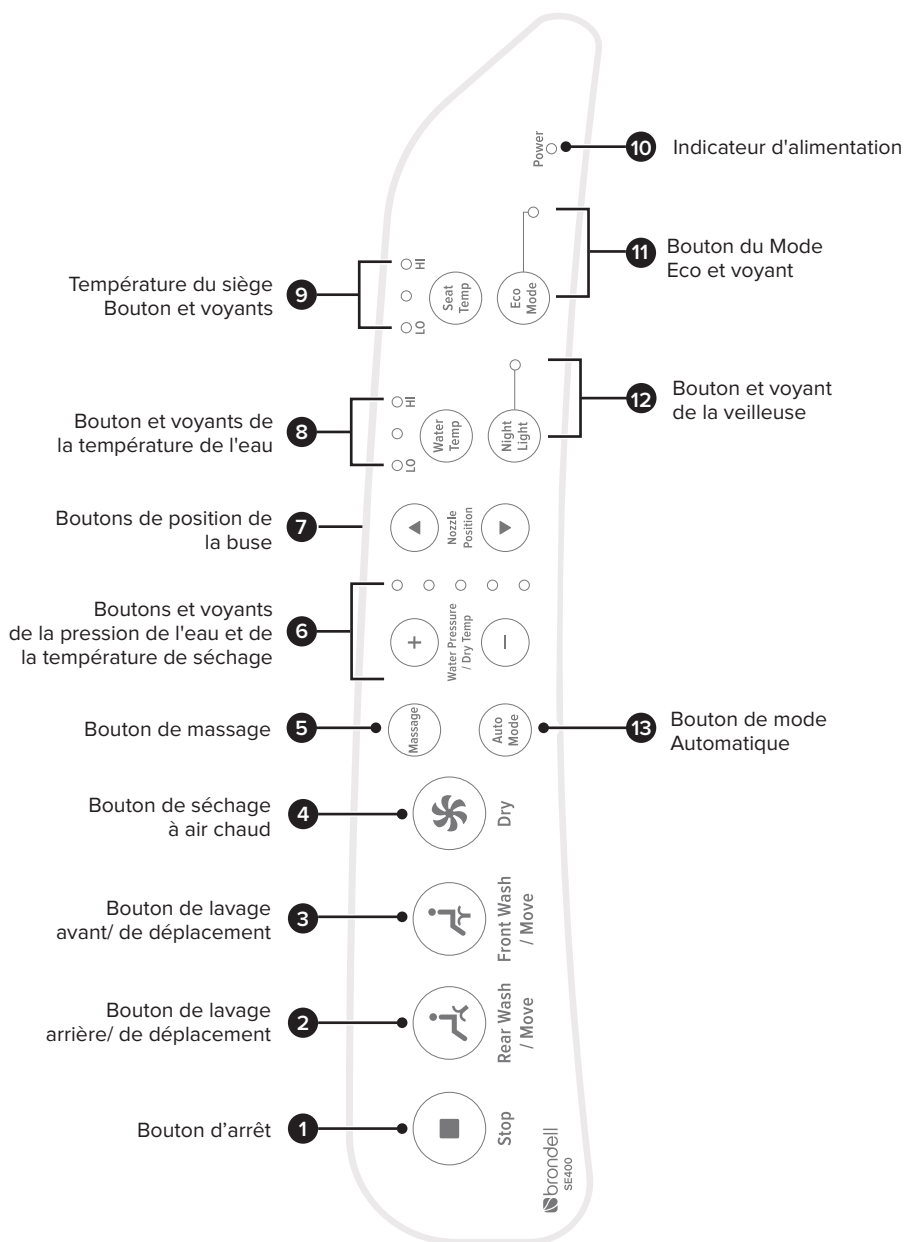 Power
10
Indicateur d'alimentation
11
Bouton du Mode
Eco et voyant
Eco
Mode
Température du siège
Bouton et voyants
9
HI
LO
Seat
Temp
Bouton et voyants de
la température de l'eau
8
HI
LO
Water
Temp
Night
Light
12
Bouton et voyant
de la veilleuse
Boutons de position de
la buse
7
Nozzle
Position
Boutons et voyants
de la pression de l'eau et de
la température de séchage
6
+
Water Pressure
/ Dry Temp
−
Bouton de massage
5
Massage
Auto
Mode
13
Bouton de mode
Automatique
Bouton de séchage
à air chaud
4
Dry
Bouton de lavage
avant/ de déplacement
3
Front Wash
/ Move
Bouton de lavage
arrière/ de déplacement
2
Rear Wash
/ Move
Bouton d’arrêt
1
Stop
brondell
SE400